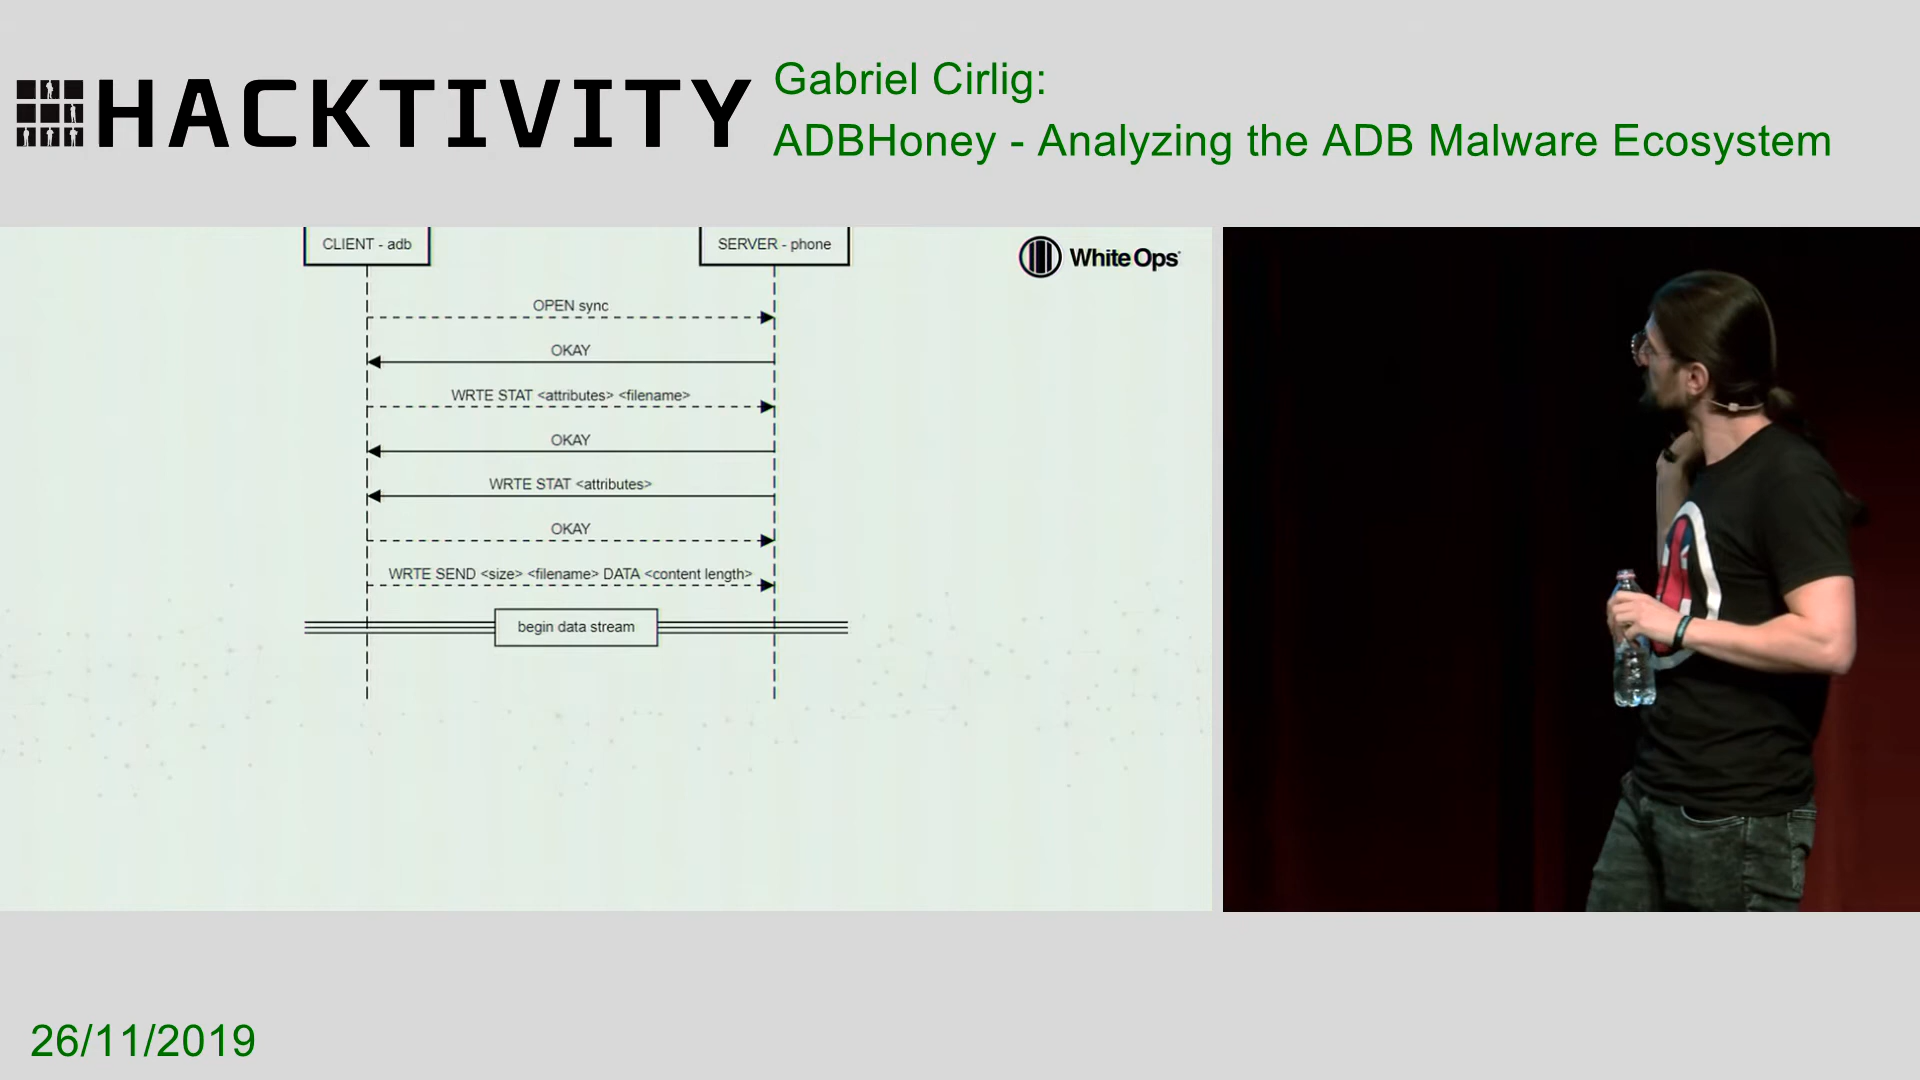 HACKTIVITY
Gabriel Cirlig:
ADBHoney - Analyzing the ADB Malware Ecosystem
CLIENT - adb
SERVER - phone
White Ops
OPEN sync
OKAY
WRTE STAT <attributes> <filename>
OKAY
WRTE STAT <attributes>
OKAY
WRTE SEND <size> <filename> DATA <content length>
begin data stream
26/11/2019